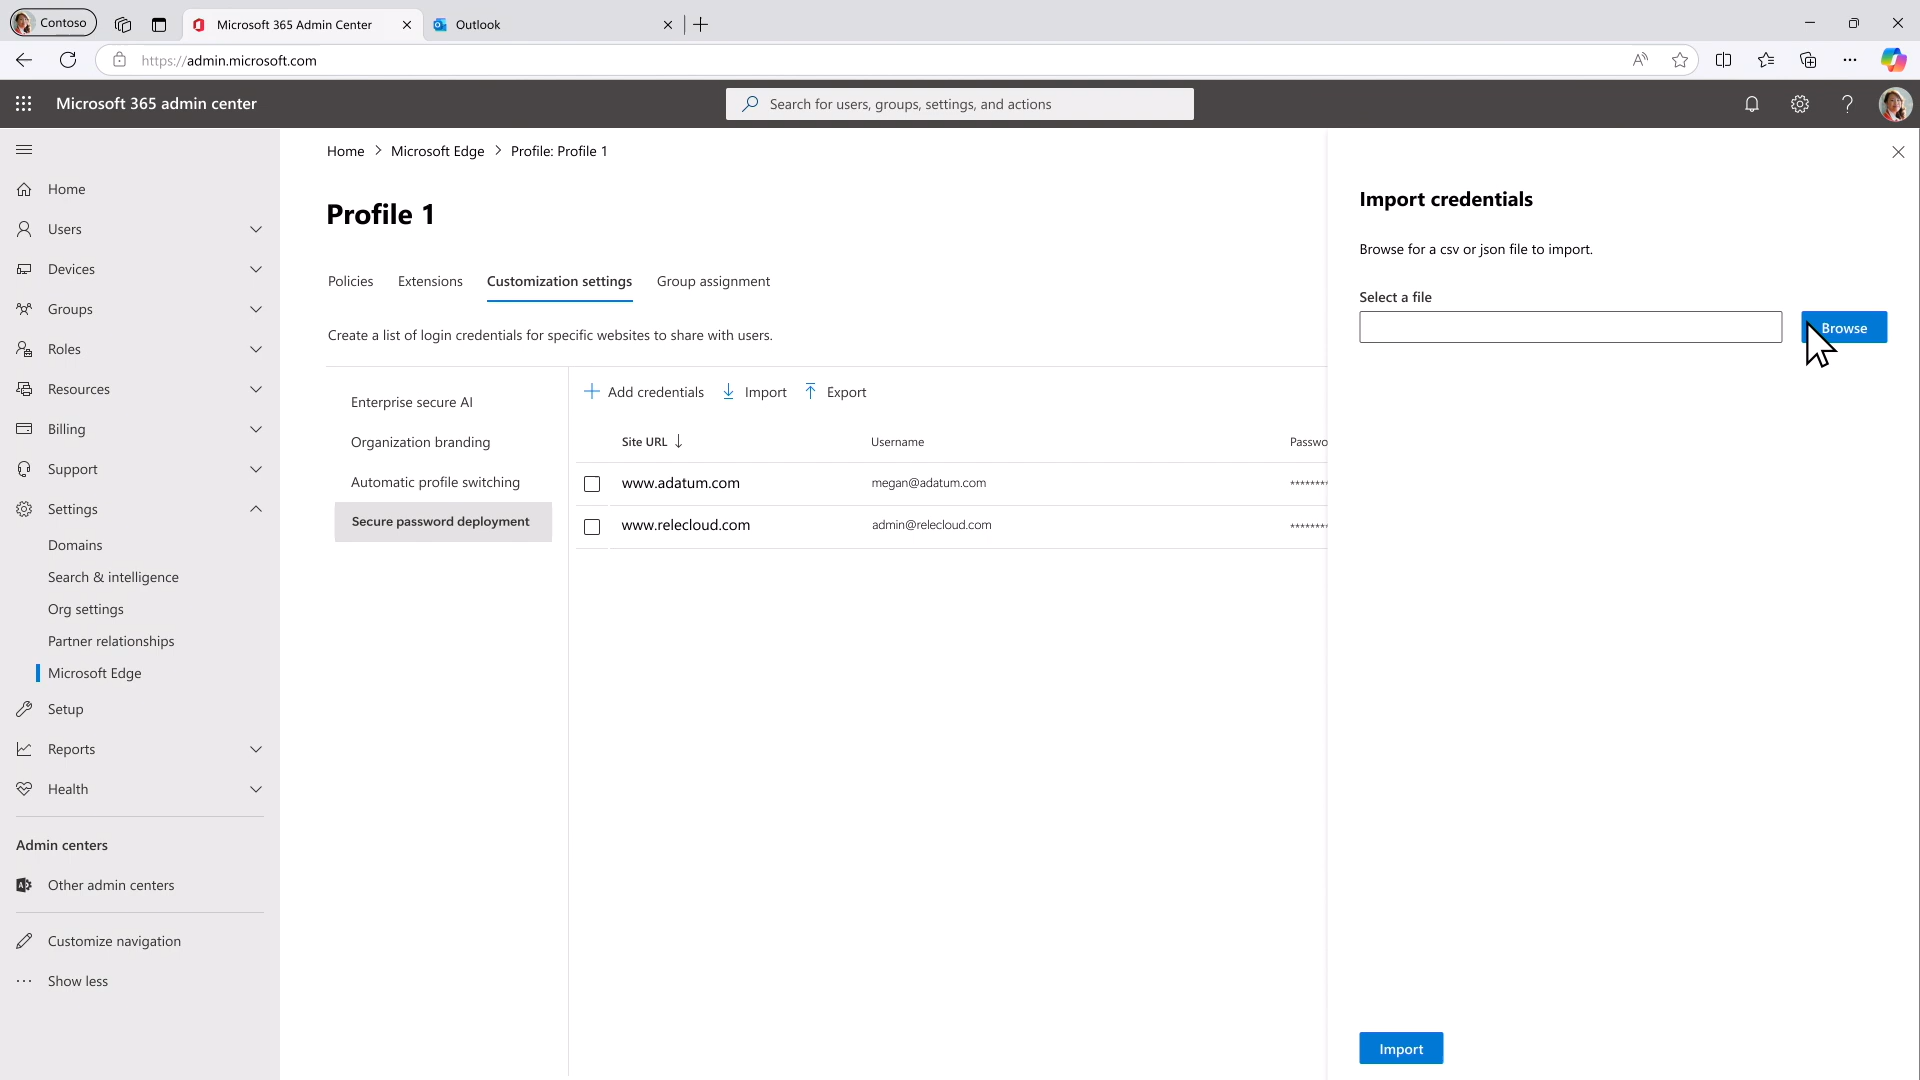 Contoso
Microsoft 365 Admin Center
Outlook
https://admin.microsoft.com
Microsoft 365 admin center
Search for users, groups, settings, and actions
Home
Users
Devices
Groups
Roles
Resources
Billing
Support
Settings
Domains
Search & intelligence
Org settings
Partner relationships
Microsoft Edge
Setup
Reports
Health
Admin centers
Other admin centers
Customize navigation
Show less
Home > Microsoft Edge > Profile: Profile 1
Profile 1
Policies Extensions Customization settings Group assignment
Create a list of login credentials for specific websites to share with users.
Enterprise secure AI
Organization branding
Automatic profile switching
Secure password deployment
Add credentials Import Export
Site URL Username Passwo
www.adatum.com megan@adatum.com ********
www.relecloud.com admin@relecloud.com ********
Import credentials
Browse for a csv or json file to import.
Select a file
Browse
Import